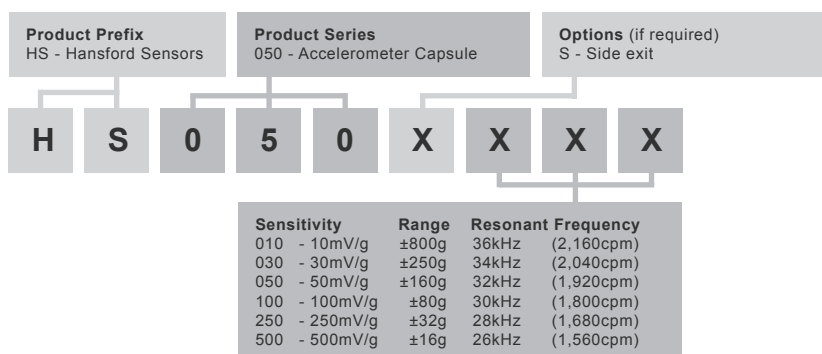 Product Prefix
HS - Hansford Sensors
Product Series
050 - Accelerometer Capsule
Options (if required)
S - Side exit
H S 0 5 0 X X X X
Sensitivity Range Resonant Frequency
010 - 10mV/g ±800g 36kHz (2,160cpm)
030 - 30mV/g ±250g 34kHz (2,040cpm)
050 - 50mV/g ±160g 32kHz (1,920cpm)
100 - 100mV/g ±80g 30kHz (1,800cpm)
250 - 250mV/g ±32g 28kHz (1,680cpm)
500 - 500mV/g ±16g 26kHz (1,560cpm)